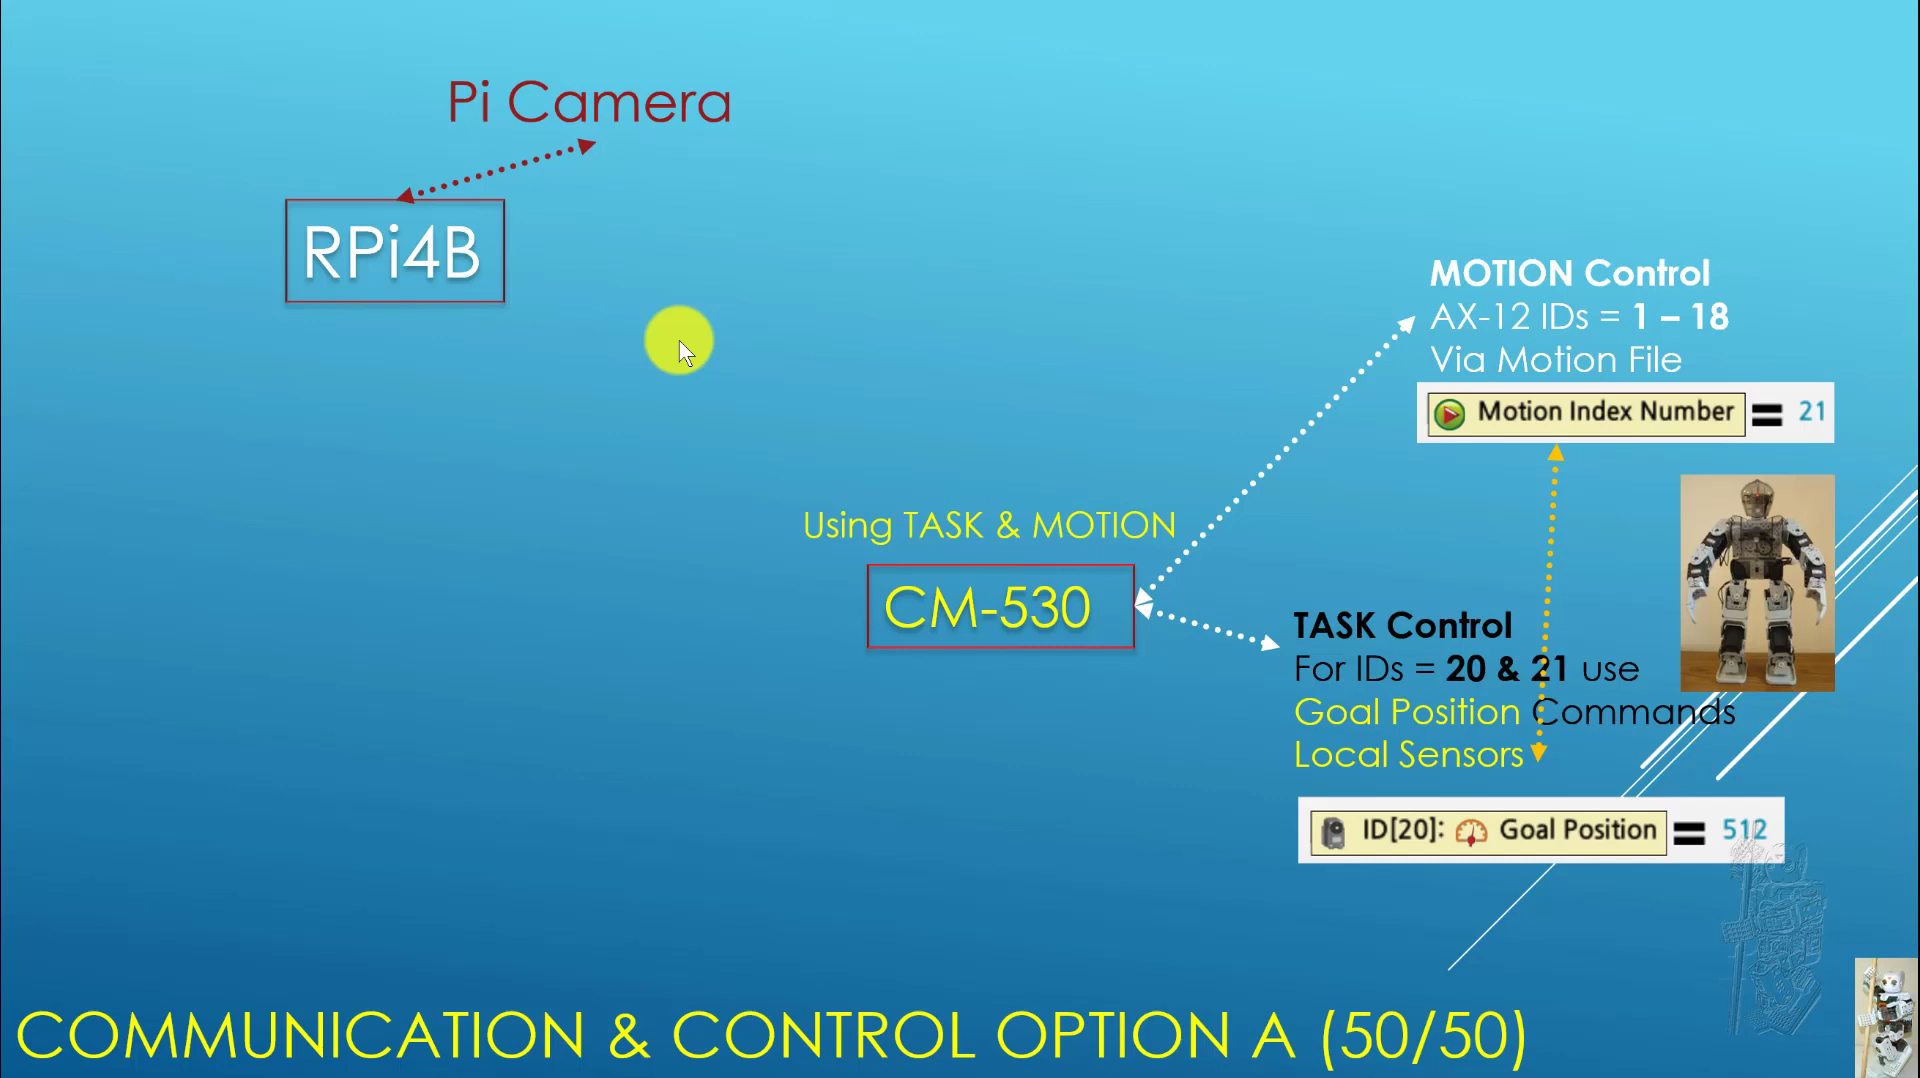 Pi Camera
RPi4B
MOTION Control
AX-12 IDs = 1 – 18
Via Motion File
Motion Index Number = 21
Using TASK & MOTION
CM-530
TASK Control
For IDs = 20 & 21 use
Goal Position Commands
Local Sensors
ID[20]: Goal Position = 512
COMMUNICATION & CONTROL OPTION A (50/50)